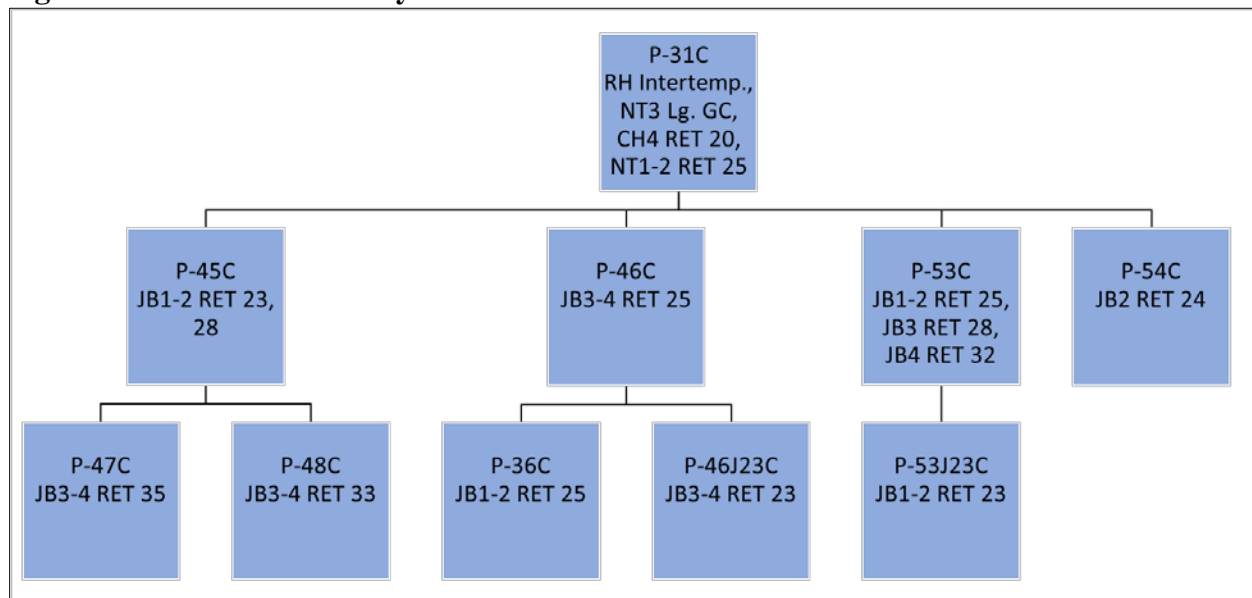 P-31C
RH Intertemp.,
NT3 Lg. GC,
CH4 RET 20,
NT1-2 RET 25
P-45C
JB1-2 RET 23,
28
P-46C
JB3-4 RET 25
P-53C
JB1-2 RET 25,
JB3 RET 28,
JB4 RET 32
P-54C
JB2 RET 24
P-47C
JB3-4 RET 35
P-48C
JB3-4 RET 33
P-36C
JB1-2 RET 25
P-46J23C
JB3-4 RET 23
P-53J23C
JB1-2 RET 23